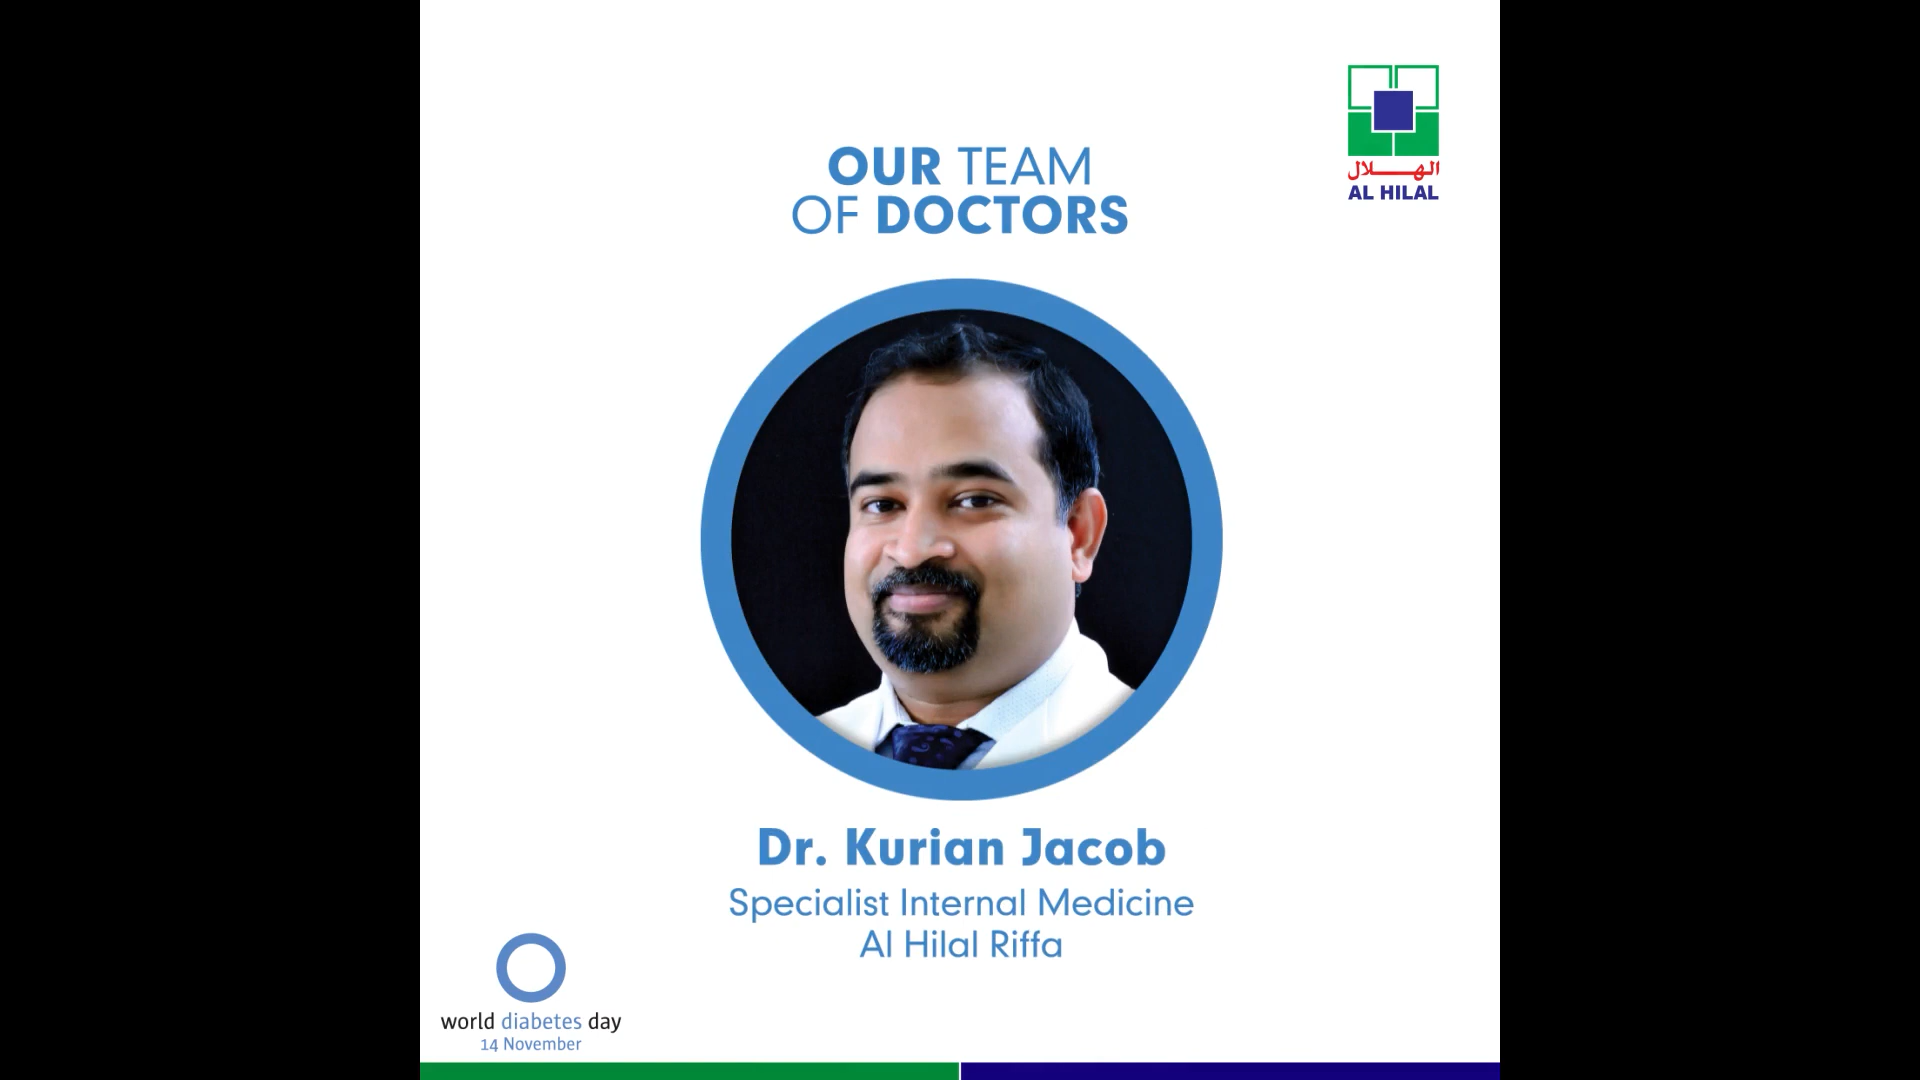 OUR TEAM
OF DOCTORS
الهلال
AL HILAL
Dr. Kurian Jacob
Specialist Internal Medicine
Al Hilal Riffa
world diabetes day
14 November